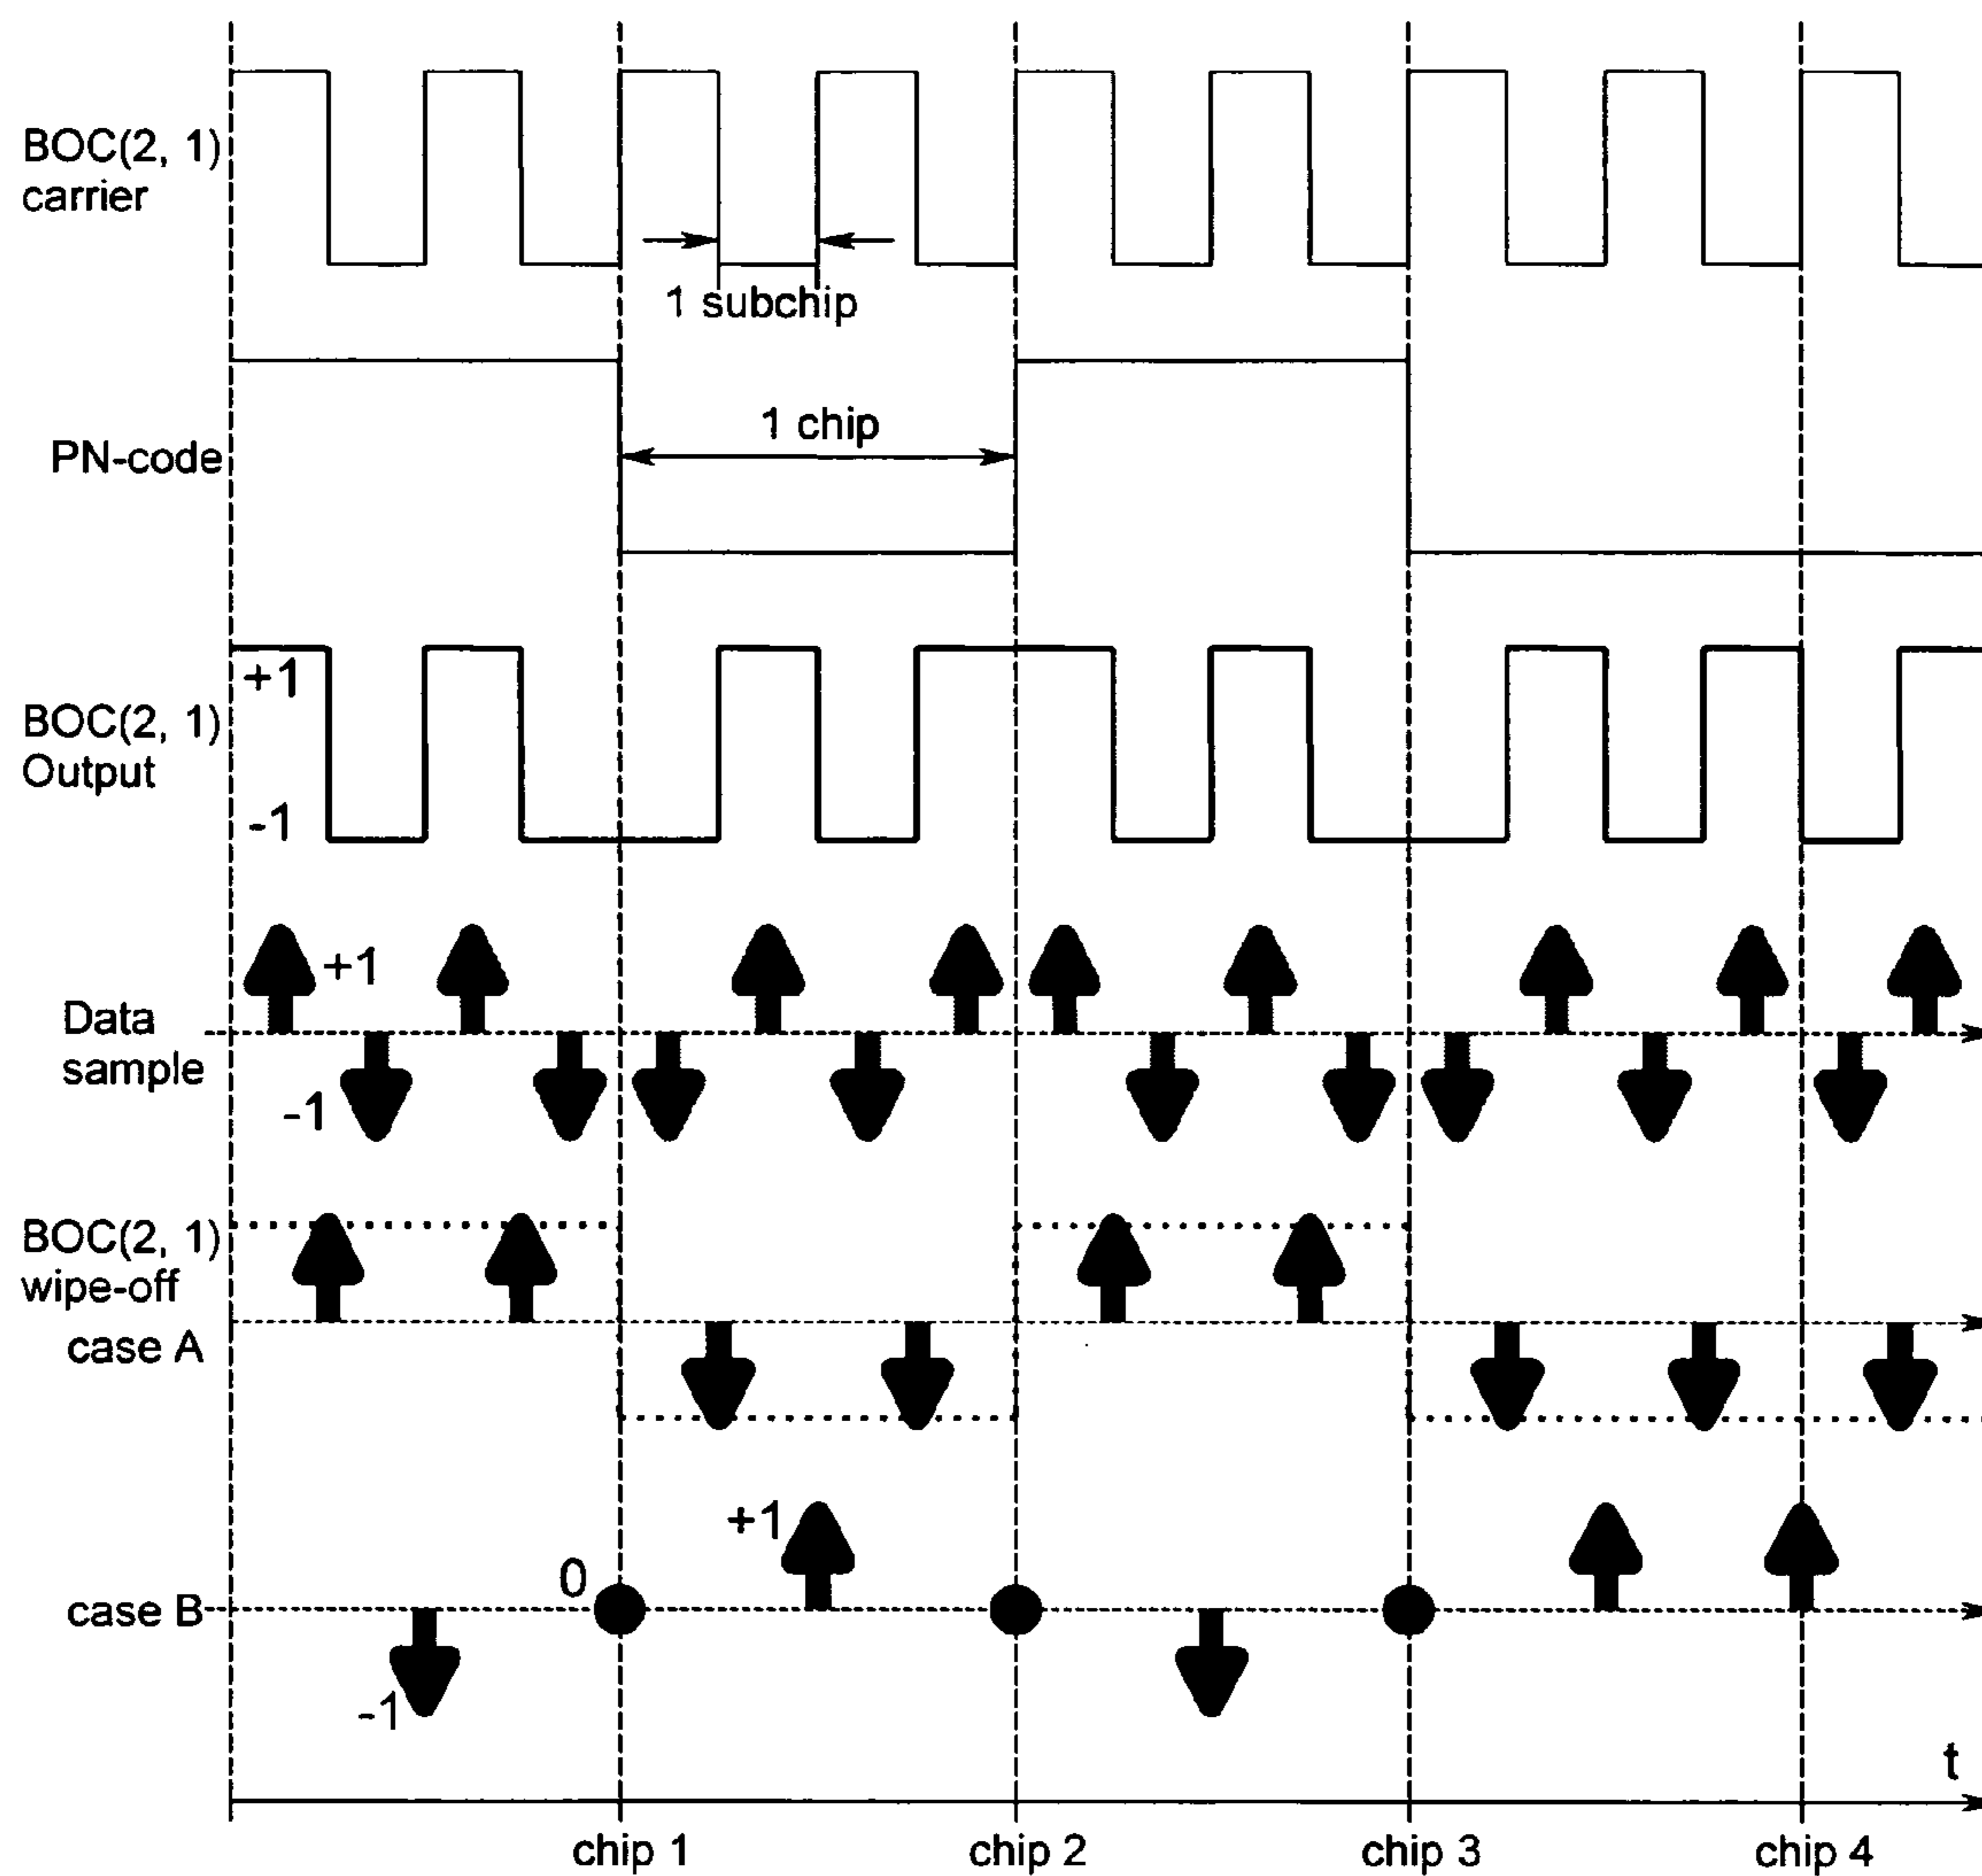 BOC(2, 1)
carrier
1 subchip
1 chip
PN-code
+1
BOC(2, 1)
Output
-1
+1
Data
sample
-1
BOC(2, 1)
wipe-off
case A
+1
0
case B
-1
t
chip 1
chip 2
chip 3
chip 4